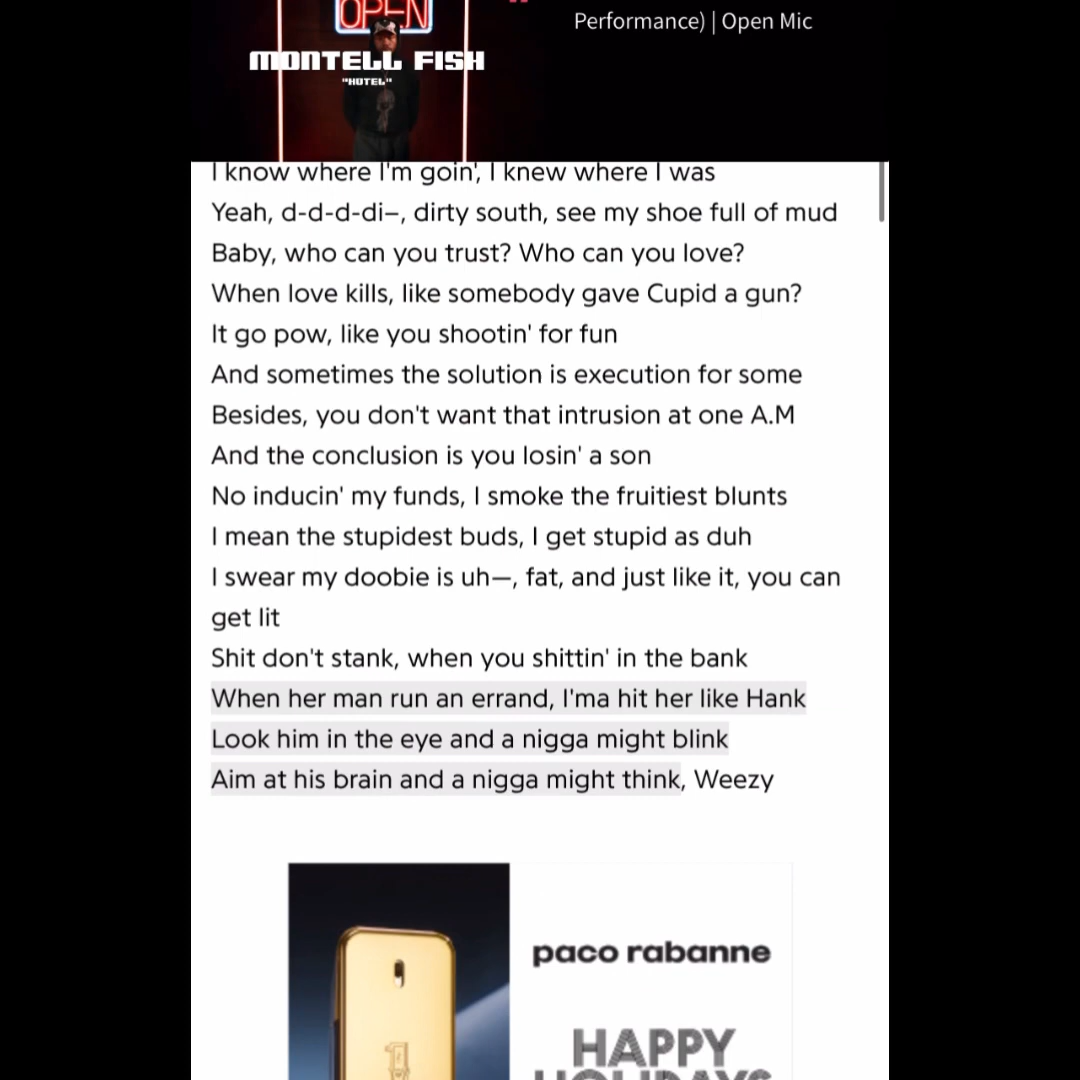 OPEN
Performance) | Open Mic
MONTELL FISH
"HOTEL"
I know where I'm goin', I knew where I was
Yeah, d-d-d-di–, dirty south, see my shoe full of mud
Baby, who can you trust? Who can you love?
When love kills, like somebody gave Cupid a gun?
It go pow, like you shootin' for fun
And sometimes the solution is execution for some
Besides, you don't want that intrusion at one A.M
And the conclusion is you losin' a son
No inducin' my funds, I smoke the fruitiest blunts
I mean the stupidest buds, I get stupid as duh
I swear my doobie is uh—, fat, and just like it, you can
get lit
Shit don't stank, when you shittin' in the bank
When her man run an errand, I'ma hit her like Hank
Look him in the eye and a nigga might blink
Aim at his brain and a nigga might think, Weezy
paco rabanne
1
HAPPY
HOLIDAYS